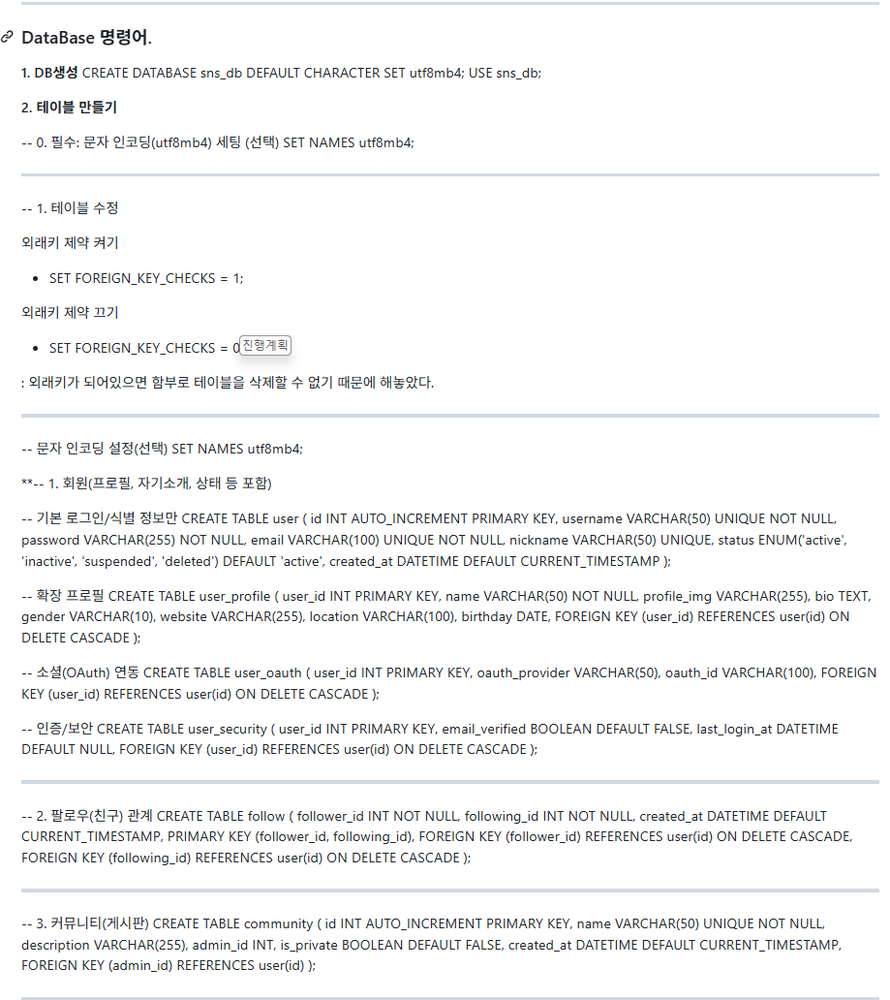 DataBase 명령어.
1. DB생성 CREATE DATABASE sns_db DEFAULT CHARACTER SET utf8mb4; USE sns_db;
2. 테이블 만들기
-- 0. 필수: 문자 인코딩(utf8mb4) 세팅 (선택) SET NAMES utf8mb4;
-- 1. 테이블 수정
외래키 제약 켜기
• SET FOREIGN_KEY_CHECKS = 1;
외래키 제약 끄기
• SET FOREIGN_KEY_CHECKS = 0
진행계획
: 외래키가 되어있으면 함부로 테이블을 삭제할 수 없기 때문에 해놓았다.
-- 문자 인코딩 설정(선택) SET NAMES utf8mb4;
**-- 1. 회원(프로필, 자기소개, 상태 등 포함)
-- 기본 로그인/식별 정보만 CREATE TABLE user ( id INT AUTO_INCREMENT PRIMARY KEY, username VARCHAR(50) UNIQUE NOT NULL,
password VARCHAR(255) NOT NULL, email VARCHAR(100) UNIQUE NOT NULL, nickname VARCHAR(50) UNIQUE, status ENUM('active',
'inactive', 'suspended', 'deleted') DEFAULT 'active', created_at DATETIME DEFAULT CURRENT_TIMESTAMP );
-- 확장 프로필 CREATE TABLE user_profile ( user_id INT PRIMARY KEY, name VARCHAR(50) NOT NULL, profile_img VARCHAR(255), bio TEXT,
gender VARCHAR(10), website VARCHAR(255), location VARCHAR(100), birthday DATE, FOREIGN KEY (user_id) REFERENCES user(id) ON
DELETE CASCADE );
-- 소셜(OAuth) 연동 CREATE TABLE user_oauth ( user_id INT PRIMARY KEY, oauth_provider VARCHAR(50), oauth_id VARCHAR(100), FOREIGN
KEY (user_id) REFERENCES user(id) ON DELETE CASCADE );
-- 인증/보안 CREATE TABLE user_security ( user_id INT PRIMARY KEY, email_verified BOOLEAN DEFAULT FALSE, last_login_at DATETIME
DEFAULT NULL, FOREIGN KEY (user_id) REFERENCES user(id) ON DELETE CASCADE );
-- 2. 팔로우(친구) 관계 CREATE TABLE follow ( follower_id INT NOT NULL, following_id INT NOT NULL, created_at DATETIME DEFAULT
CURRENT_TIMESTAMP, PRIMARY KEY (follower_id, following_id), FOREIGN KEY (follower_id) REFERENCES user(id) ON DELETE CASCADE,
FOREIGN KEY (following_id) REFERENCES user(id) ON DELETE CASCADE );
-- 3. 커뮤니티(게시판) CREATE TABLE community ( id INT AUTO_INCREMENT PRIMARY KEY, name VARCHAR(50) UNIQUE NOT NULL,
description VARCHAR(255), admin_id INT, is_private BOOLEAN DEFAULT FALSE, created_at DATETIME DEFAULT CURRENT_TIMESTAMP,
FOREIGN KEY (admin_id) REFERENCES user(id) );